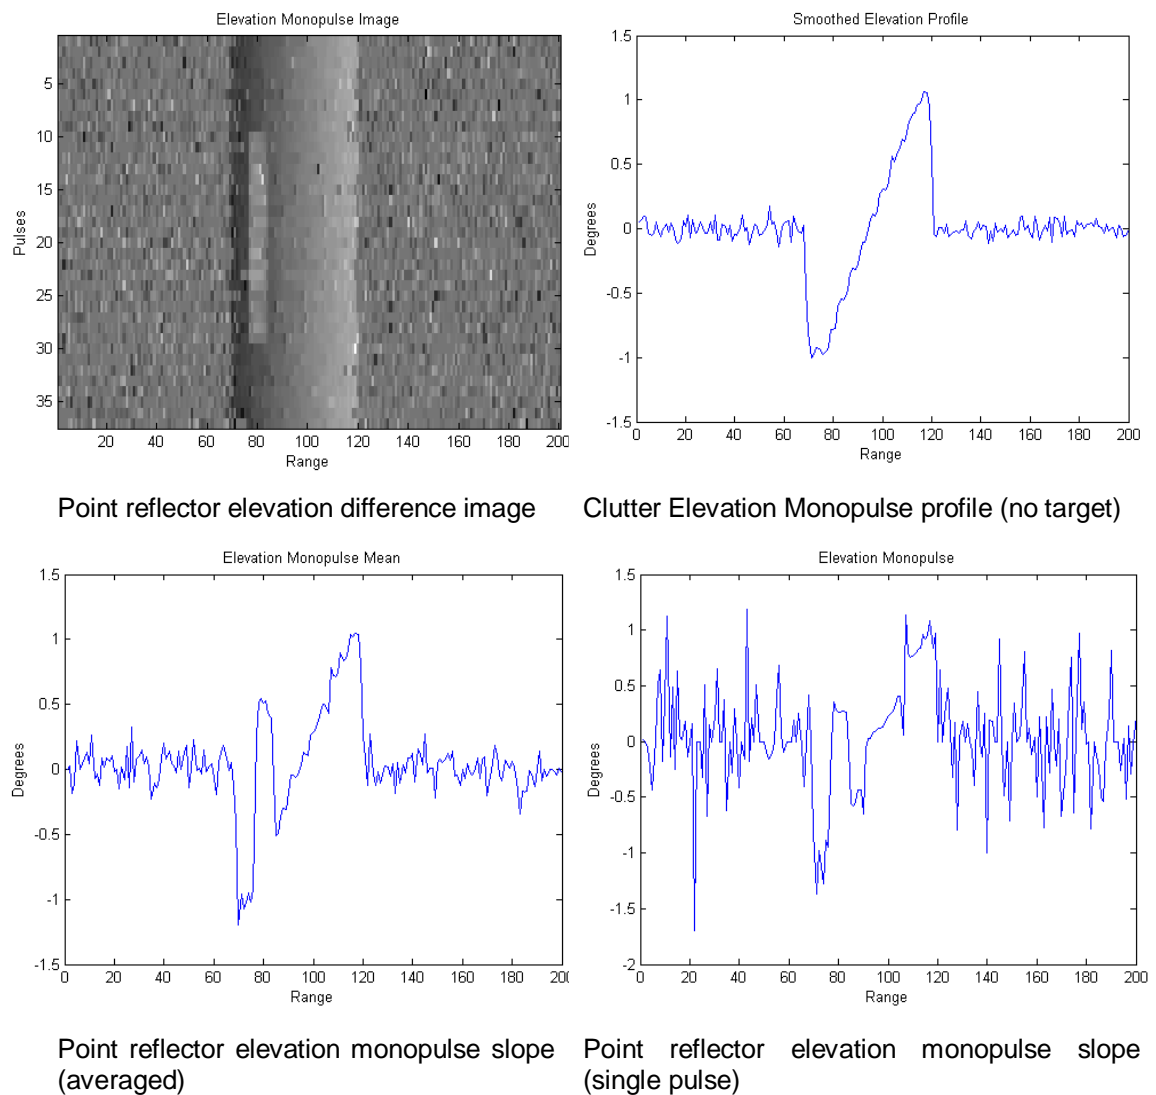 Elevation Monopulse Image
Pulses
5
10
15
20
25
30
35
20 40 60 80 100 120 140 160 180 200
Range
Smoothed Elevation Profile
Degrees
1.5
1
0.5
0
-0.5
-1
-1.5
0 20 40 60 80 100 120 140 160 180 200
Range
Point reflector elevation difference image
Clutter Elevation Monopulse profile (no target)
Elevation Monopulse Mean
Degrees
1.5
1
0.5
0
-0.5
-1
-1.5
0 20 40 60 80 100 120 140 160 180 200
Range
Elevation Monopulse
Degrees
1.5
1
0.5
0
-0.5
-1
-1.5
-2
0 20 40 60 80 100 120 140 160 180 200
Range
Point reflector elevation monopulse slope
(averaged)
Point reflector elevation monopulse slope
(single pulse)